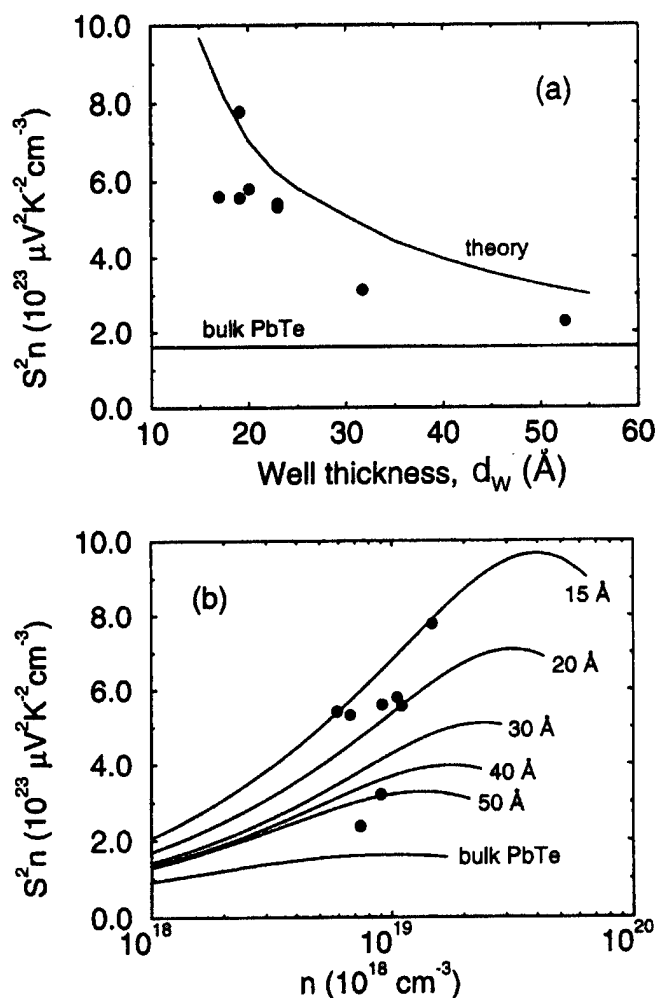 10.0
8.0
6.0
4.0
2.0
0.0
S²n (10²³ μV²K⁻²cm⁻³)
(a)
theory
bulk PbTe
10 20 30 40 50 60
Well thickness, d_w (Å)
10.0
8.0
6.0
4.0
2.0
0.0
S²n (10²³ μV²K⁻²cm⁻³)
(b)
15 Å
20 Å
30 Å
40 Å
50 Å
bulk PbTe
10¹⁸ 10¹⁹ 10²⁰
n (10¹⁸ cm⁻³)